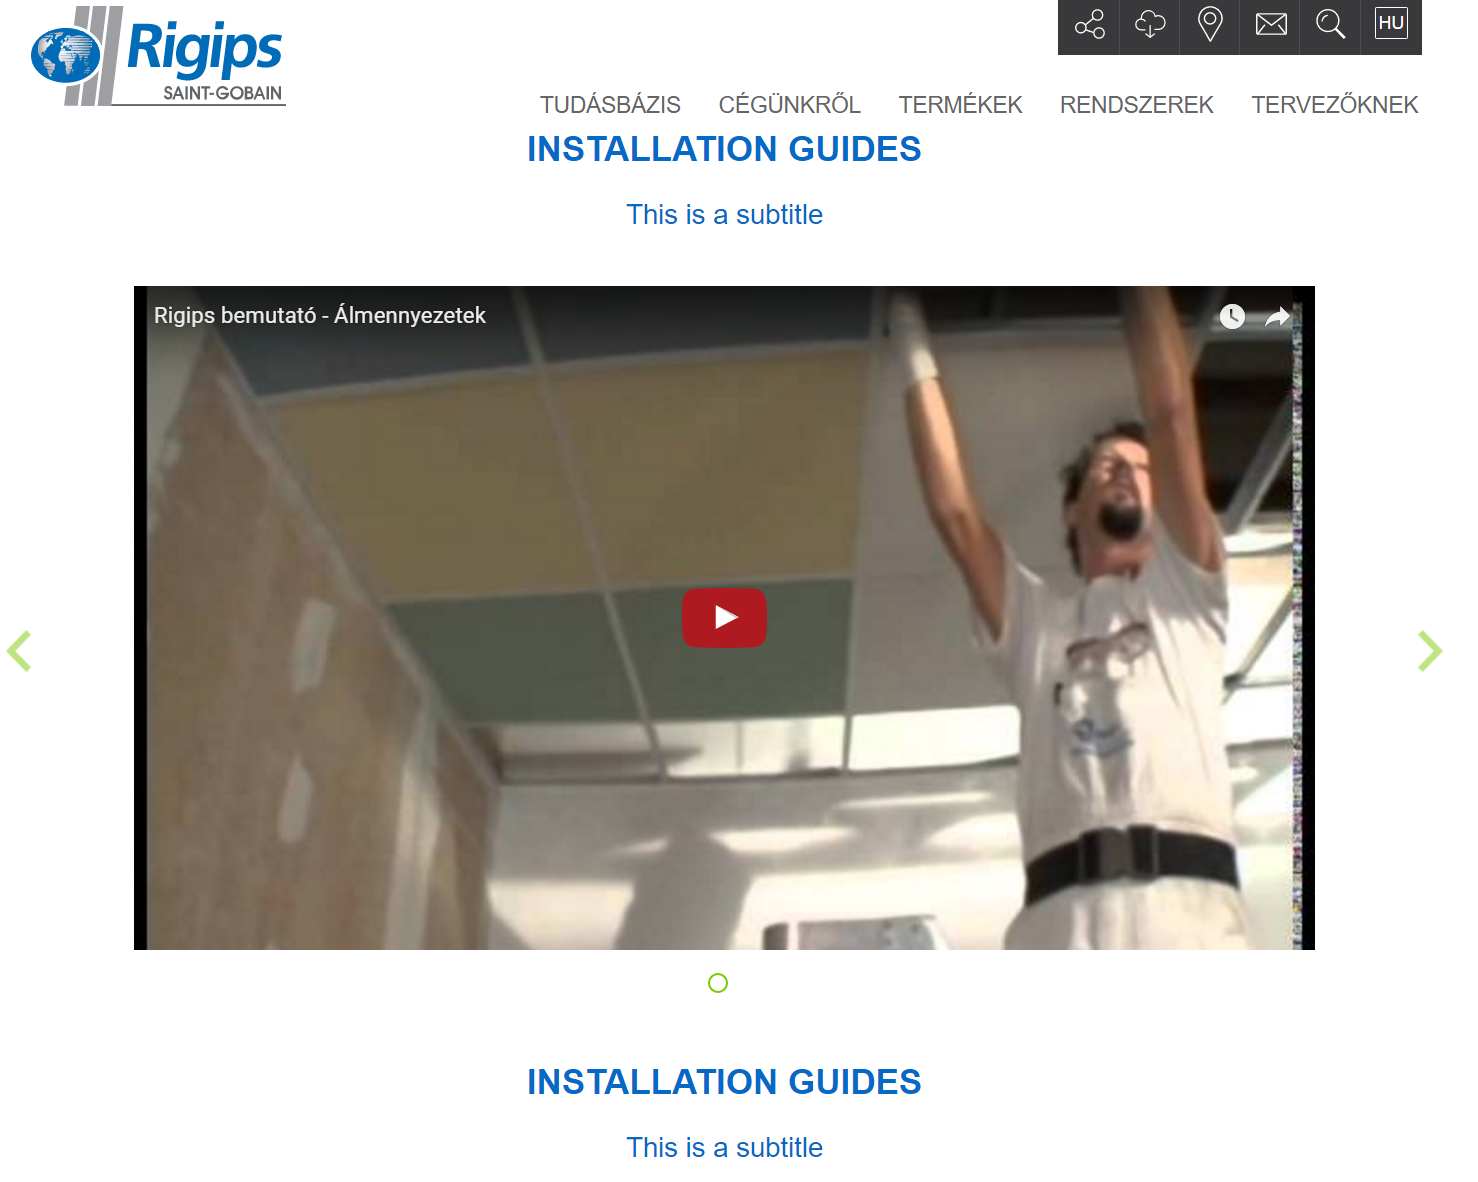 Rigips
SAINT-GOBAIN
HU
TUDÁSBÁZIS CÉGÜNKRŐL TERMÉKEK RENDSZEREK TERVEZŐKNEK
INSTALLATION GUIDES
This is a subtitle
Rigips bemutató - Álmennyezetek
INSTALLATION GUIDES
This is a subtitle